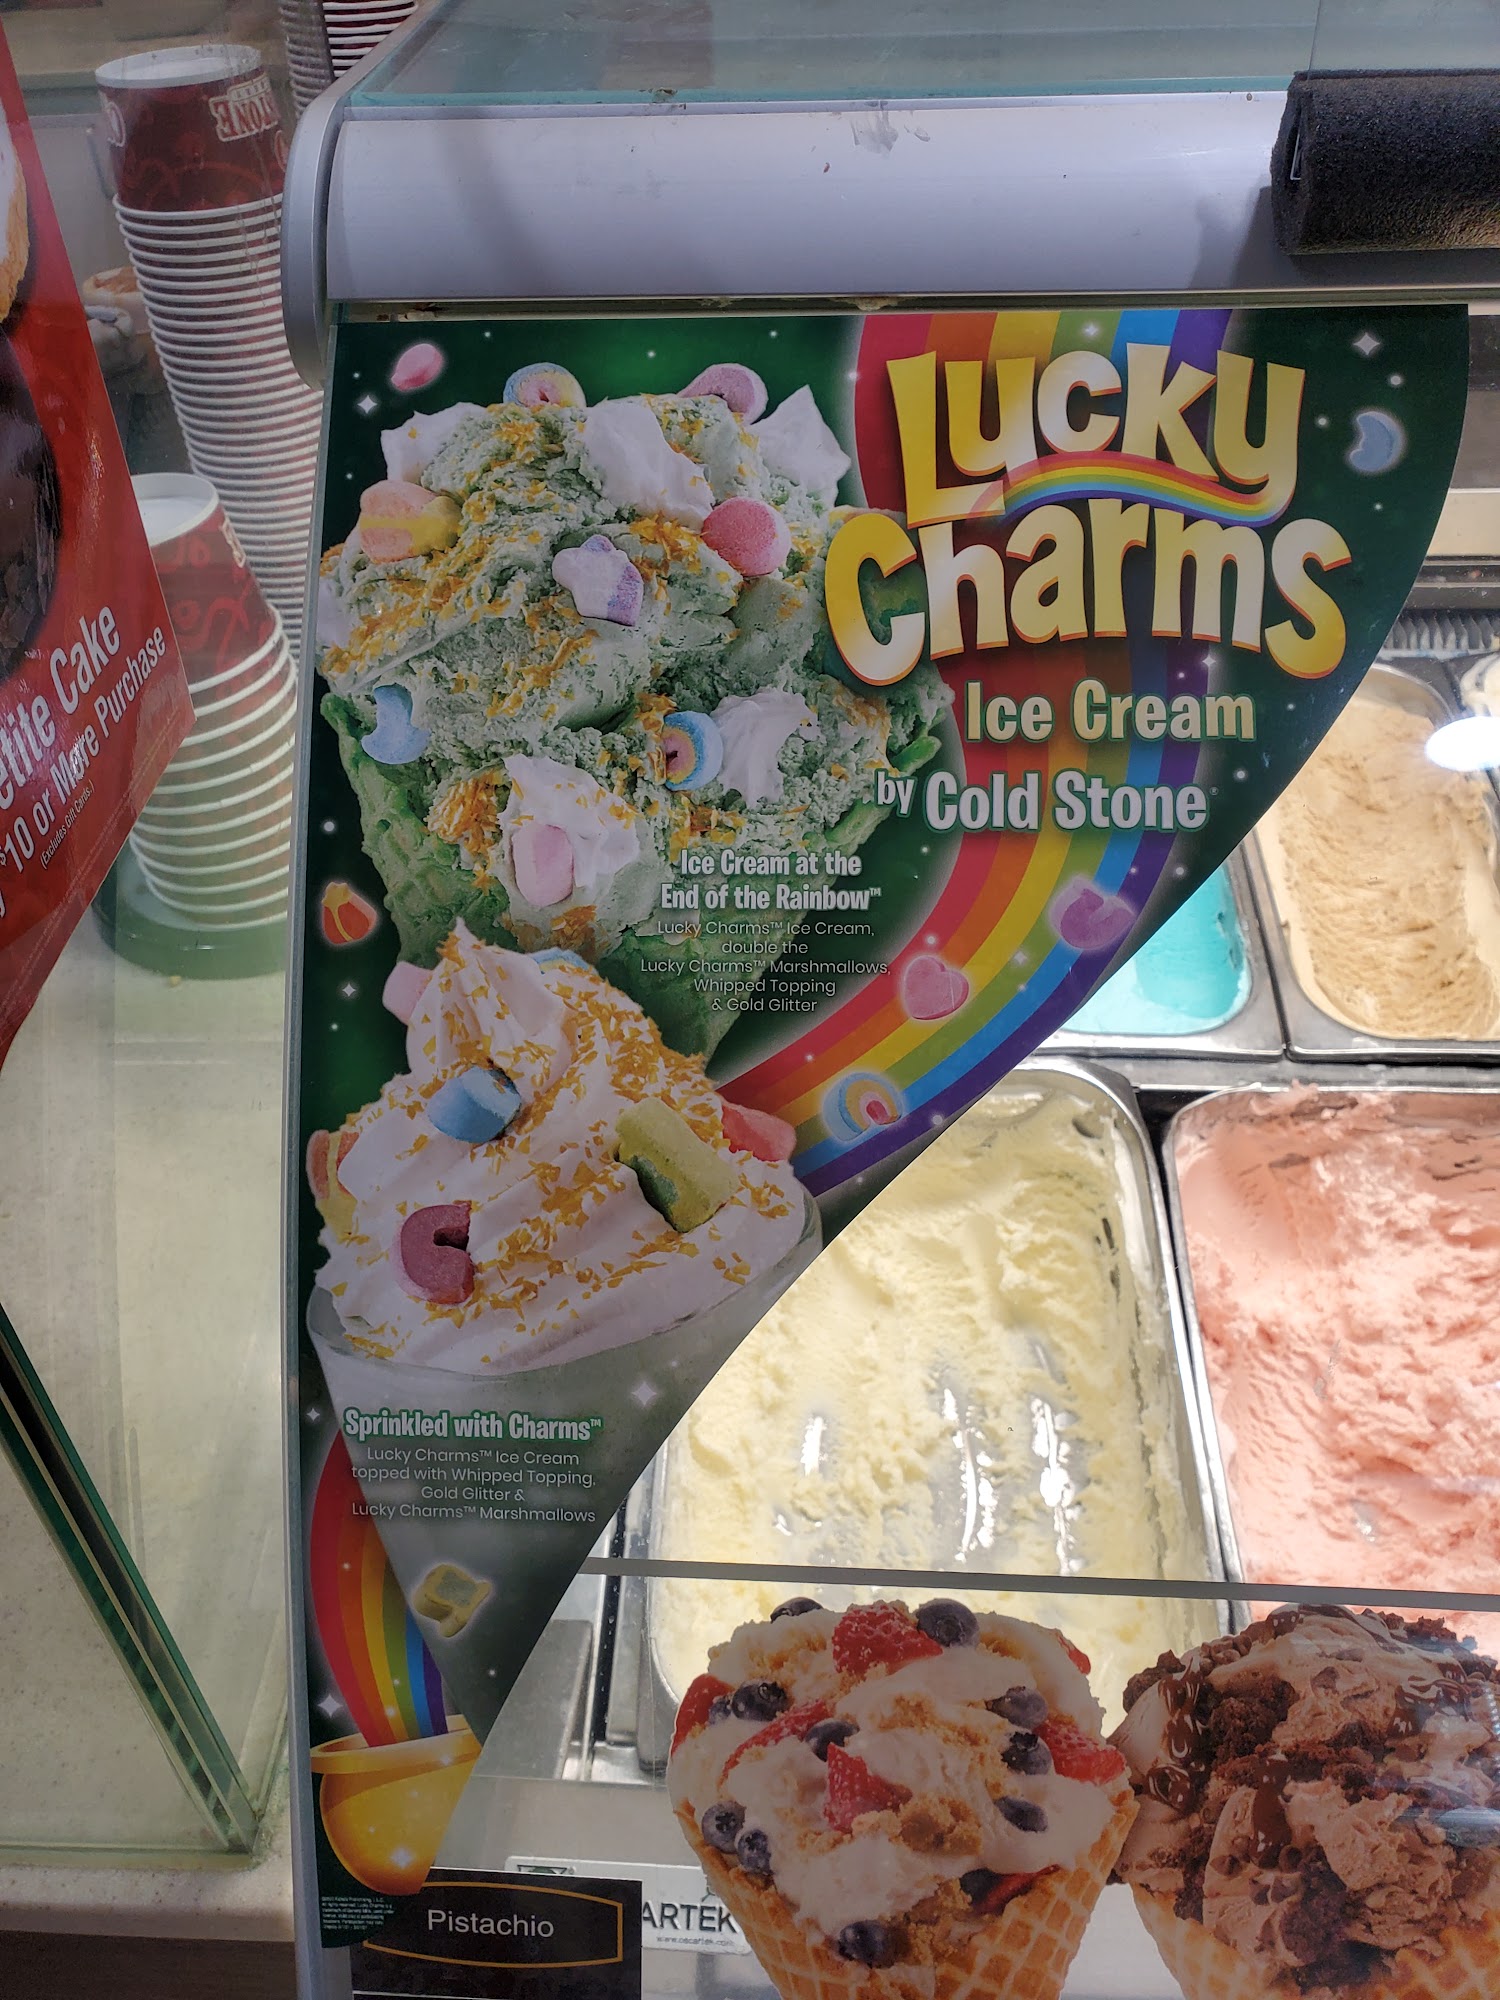 STONE
etite Cake
$10 or More Purchase
(Excludes Gift Cards.)
Lucky
Charms
Ice Cream
by Cold Stone®
Ice Cream at the
End of the Rainbow™
Lucky Charms™ Ice Cream,
double the
Lucky Charms™ Marshmallows,
Whipped Topping
& Gold Glitter
Sprinkled with Charms™
Lucky Charms™ Ice Cream
topped with Whipped Topping,
Gold Glitter &
Lucky Charms™ Marshmallows
Pistachio
ARTEK